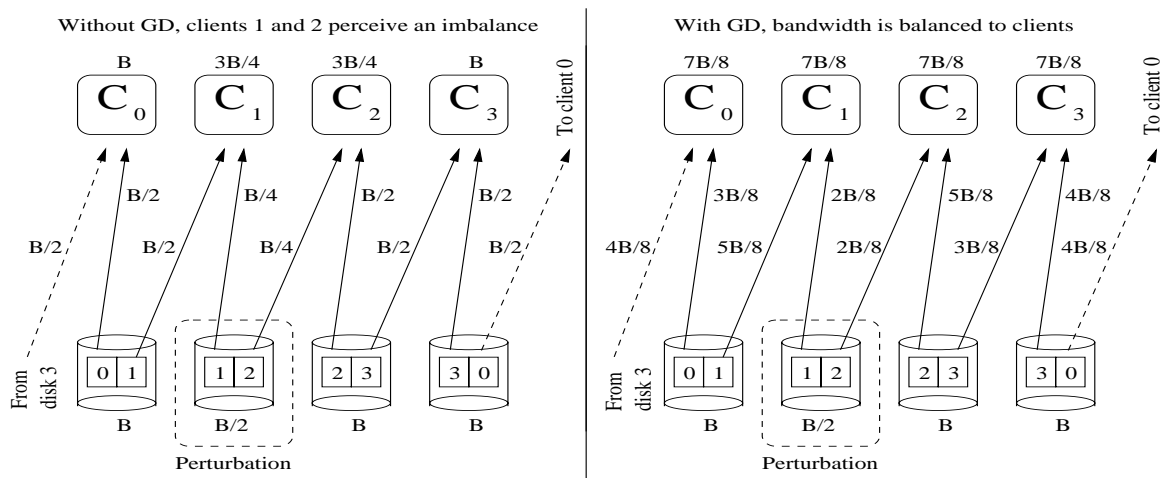 Without GD, clients 1 and 2 perceive an imbalance
B 3B/4 3B/4 B
C0 C1 C2 C3
To client 0
B/2 B/4 B/2 B/2
B/2 B/2 B/4 B/2 B/2
From disk 3
0 1 1 2 2 3 3 0
B B/2 B B
Perturbation
With GD, bandwidth is balanced to clients
7B/8 7B/8 7B/8 7B/8
C0 C1 C2 C3
To client 0
3B/8 2B/8 5B/8 4B/8
4B/8 5B/8 2B/8 3B/8 4B/8
From disk 3
0 1 1 2 2 3 3 0
B B/2 B B
Perturbation